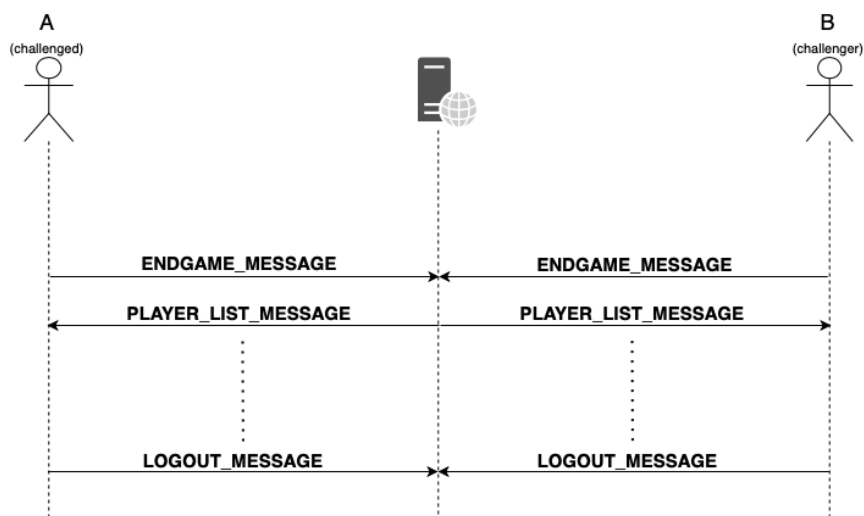 A
(challenged)
B
(challenger)
ENDGAME_MESSAGE
ENDGAME_MESSAGE
PLAYER_LIST_MESSAGE
PLAYER_LIST_MESSAGE
LOGOUT_MESSAGE
LOGOUT_MESSAGE